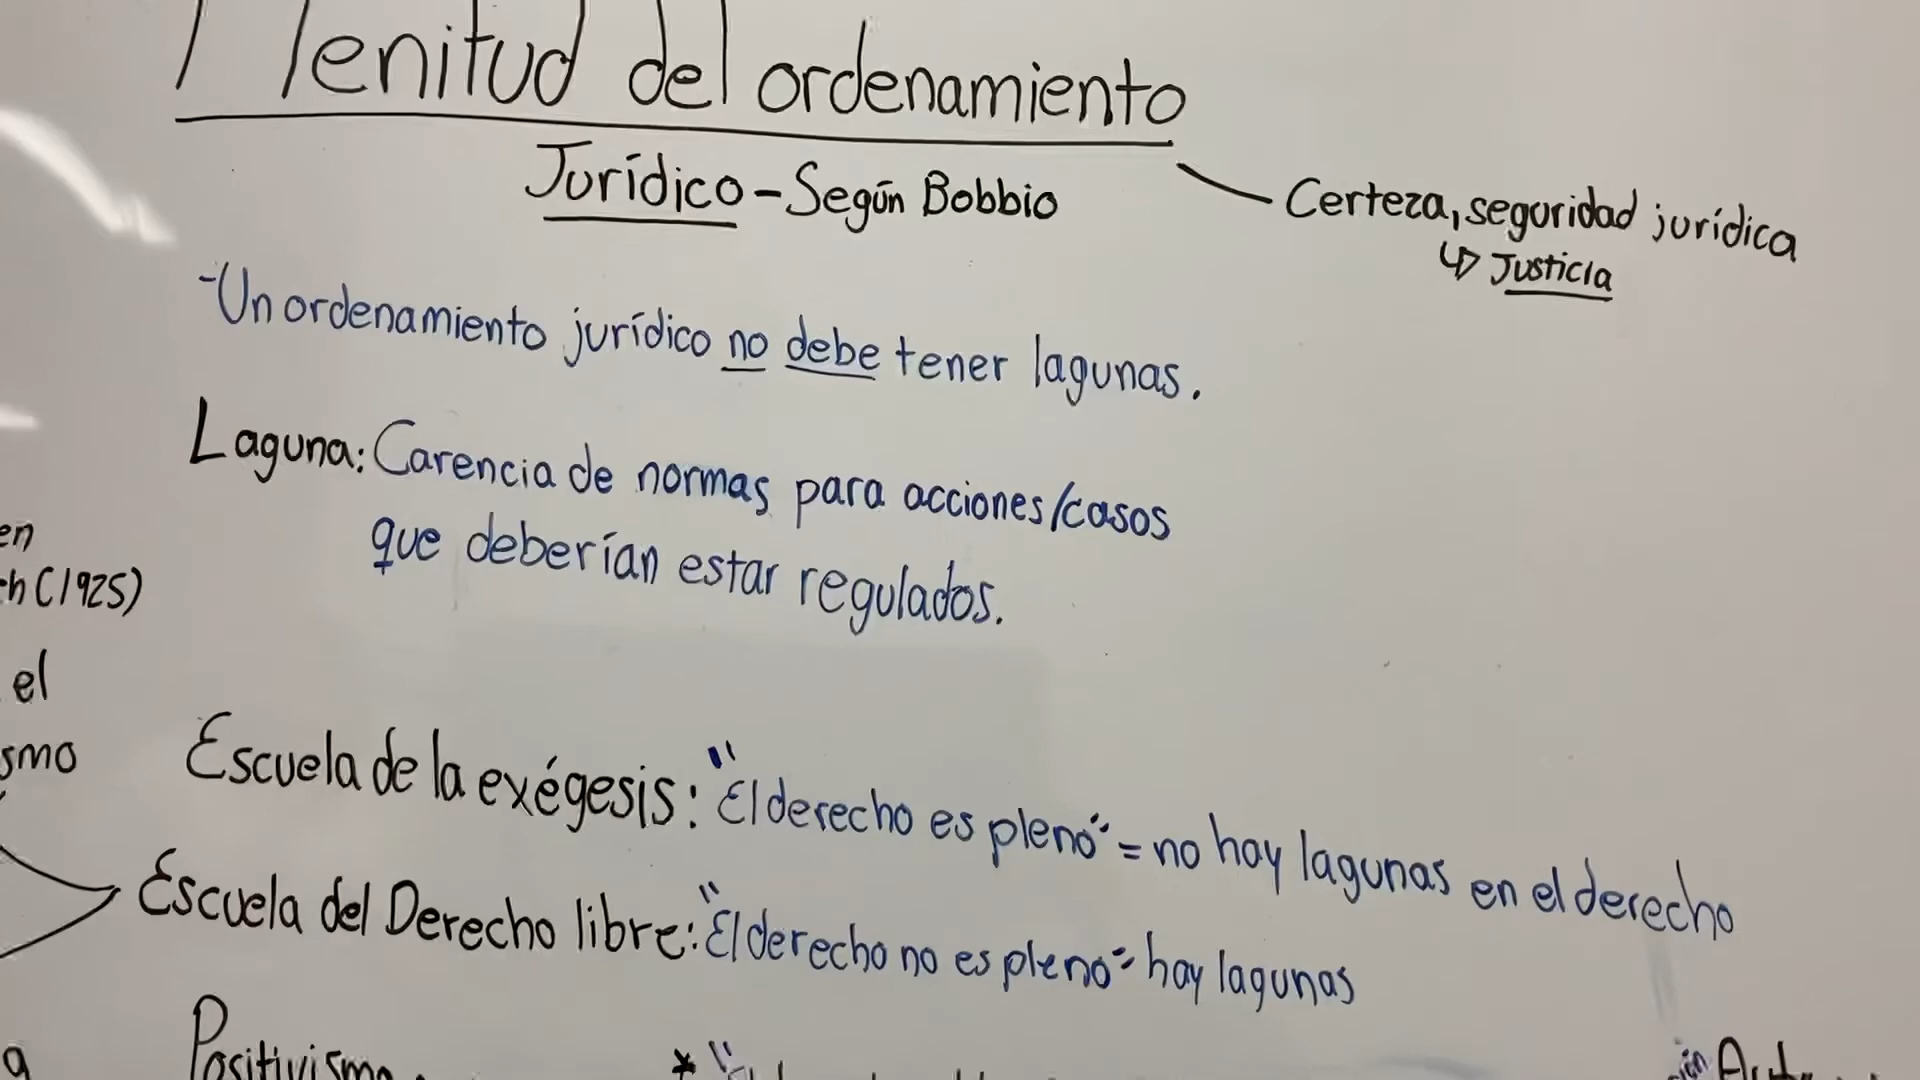 Plenitud del ordenamiento
Jurídico - Según Bobbio
Certeza, seguridad jurídica
↳ Justicia
- Un ordenamiento jurídico no debe tener lagunas.
Laguna: Carencia de normas para acciones/casos
que deberían estar regulados.
en
ch (1925)
el
smo
Escuela de la exégesis: "El derecho es pleno" = no hay lagunas en el derecho
Escuela del Derecho libre: "El derecho no es pleno" = hay lagunas
Positivismo